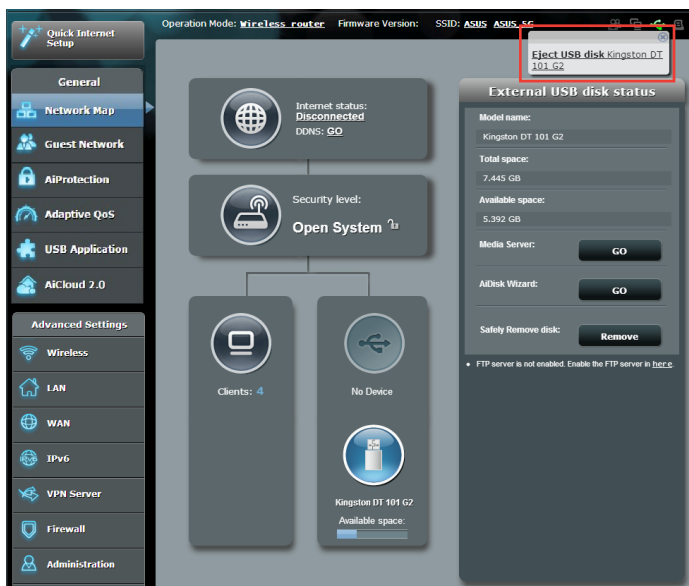 Operation Mode: Wireless router Firmware Version: SSID: ASUS ASUS_5G
Quick Internet
Setup
General
Network Map
Guest Network
AiProtection
Adaptive QoS
USB Application
AiCloud 2.0
Advanced Settings
Wireless
LAN
WAN
IPv6
VPN Server
Firewall
Administration
Internet status:
Disconnected
DDNS: GO
Security level:
Open System
Clients: 4
No Device
Kingston DT 101 G2
Available space:
Eject USB disk Kingston DT
101 G2
External USB disk status
Model name:
Kingston DT 101 G2
Total space:
7.445 GB
Available space:
5.392 GB
Media Server: GO
AiDisk Wizard: GO
Safely Remove disk: Remove
• FTP server is not enabled. Enable the FTP server in here.